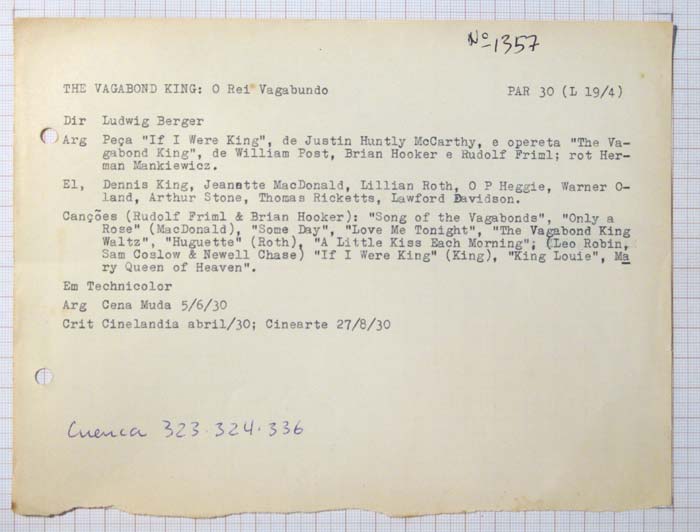 Nº 1357
THE VAGABOND KING: O Rei Vagabundo PAR 30 (L 19/4)
Dir Ludwig Berger
Arg Peça "If I Were King", de Justin Huntly McCarthy, e opereta "The Va-
gabond King", de William Post, Brian Hooker e Rudolf Friml; rot Her-
man Mankiewicz.
El, Dennis King, Jeanette MacDonald, Lillian Roth, O P Heggie, Warner O-
land, Arthur Stone, Thomas Ricketts, Lawford Davidson.
Canções (Rudolf Friml & Brian Hooker): "Song of the Vagabonds", "Only a
Rose" (MacDonald), "Some Day", "Love Me Tonight", "The Vagabond King
Waltz", "Huguette" (Roth), "A Little Kiss Each Morning"; (Leo Robin,
Sam Coslow & Newell Chase) "If I Were King" (King), "King Louie", Ma
ry Queen of Heaven".
Em Technicolor
Arg Cena Muda 5/6/30
Crit Cinelandia abril/30; Cinearte 27/8/30
Cuenca 323.324.336